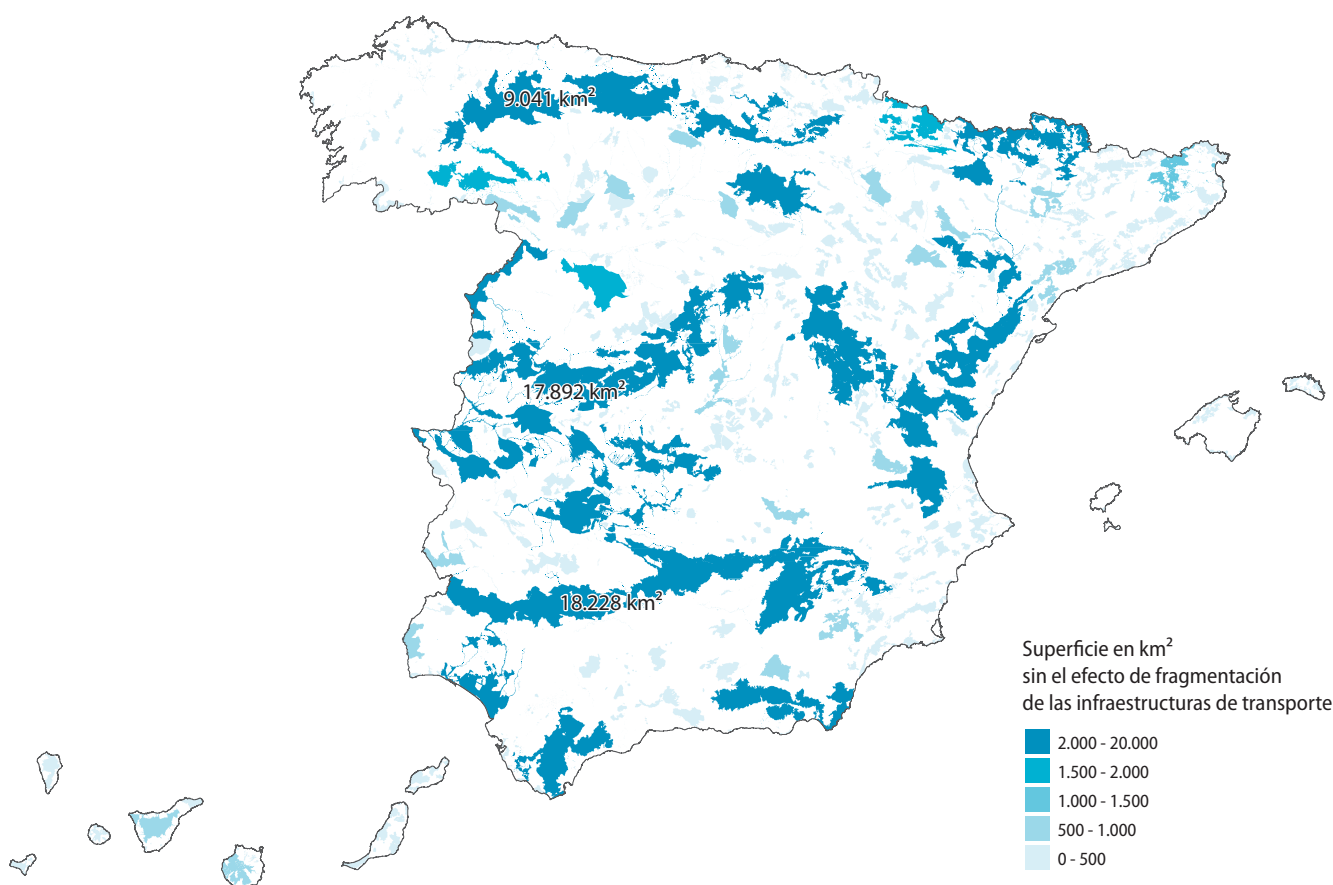 9.041 km²
17.892 km²
18.228 km²
Superficie en km²
sin el efecto de fragmentación
de las infraestructuras de transporte
2.000 - 20.000
1.500 - 2.000
1.000 - 1.500
500 - 1.000
0 - 500